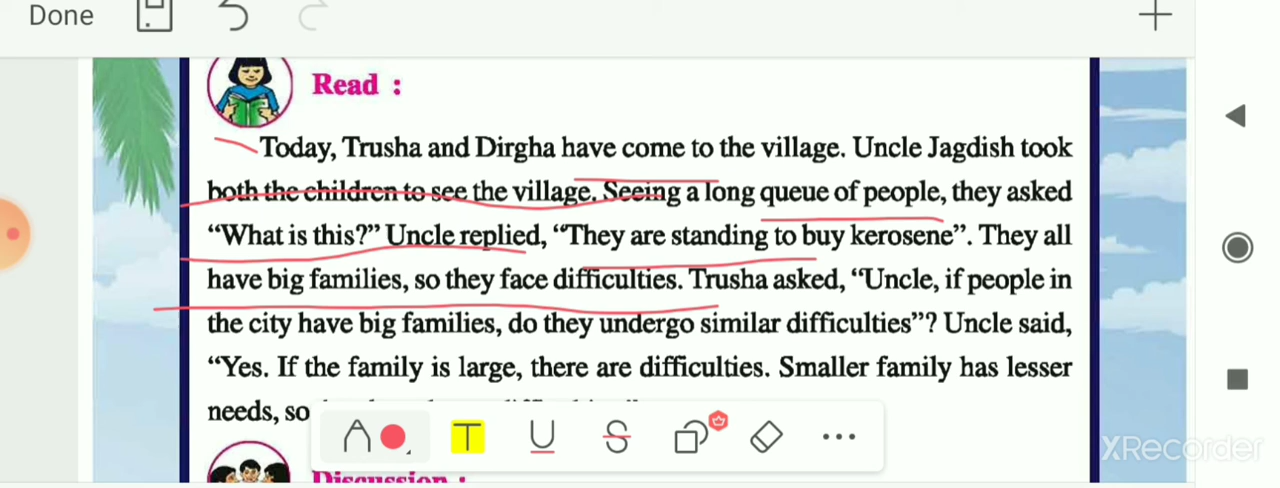 Done
Read :
Today, Trusha and Dirgha have come to the village. Uncle Jagdish took
both the children to see the village. Seeing a long queue of people, they asked
“What is this?” Uncle replied, “They are standing to buy kerosene”. They all
have big families, so they face difficulties. Trusha asked, “Uncle, if people in
the city have big families, do they undergo similar difficulties”? Uncle said,
“Yes. If the family is large, there are difficulties. Smaller family has lesser
needs, so
T U S
Discussion :
XRecorder